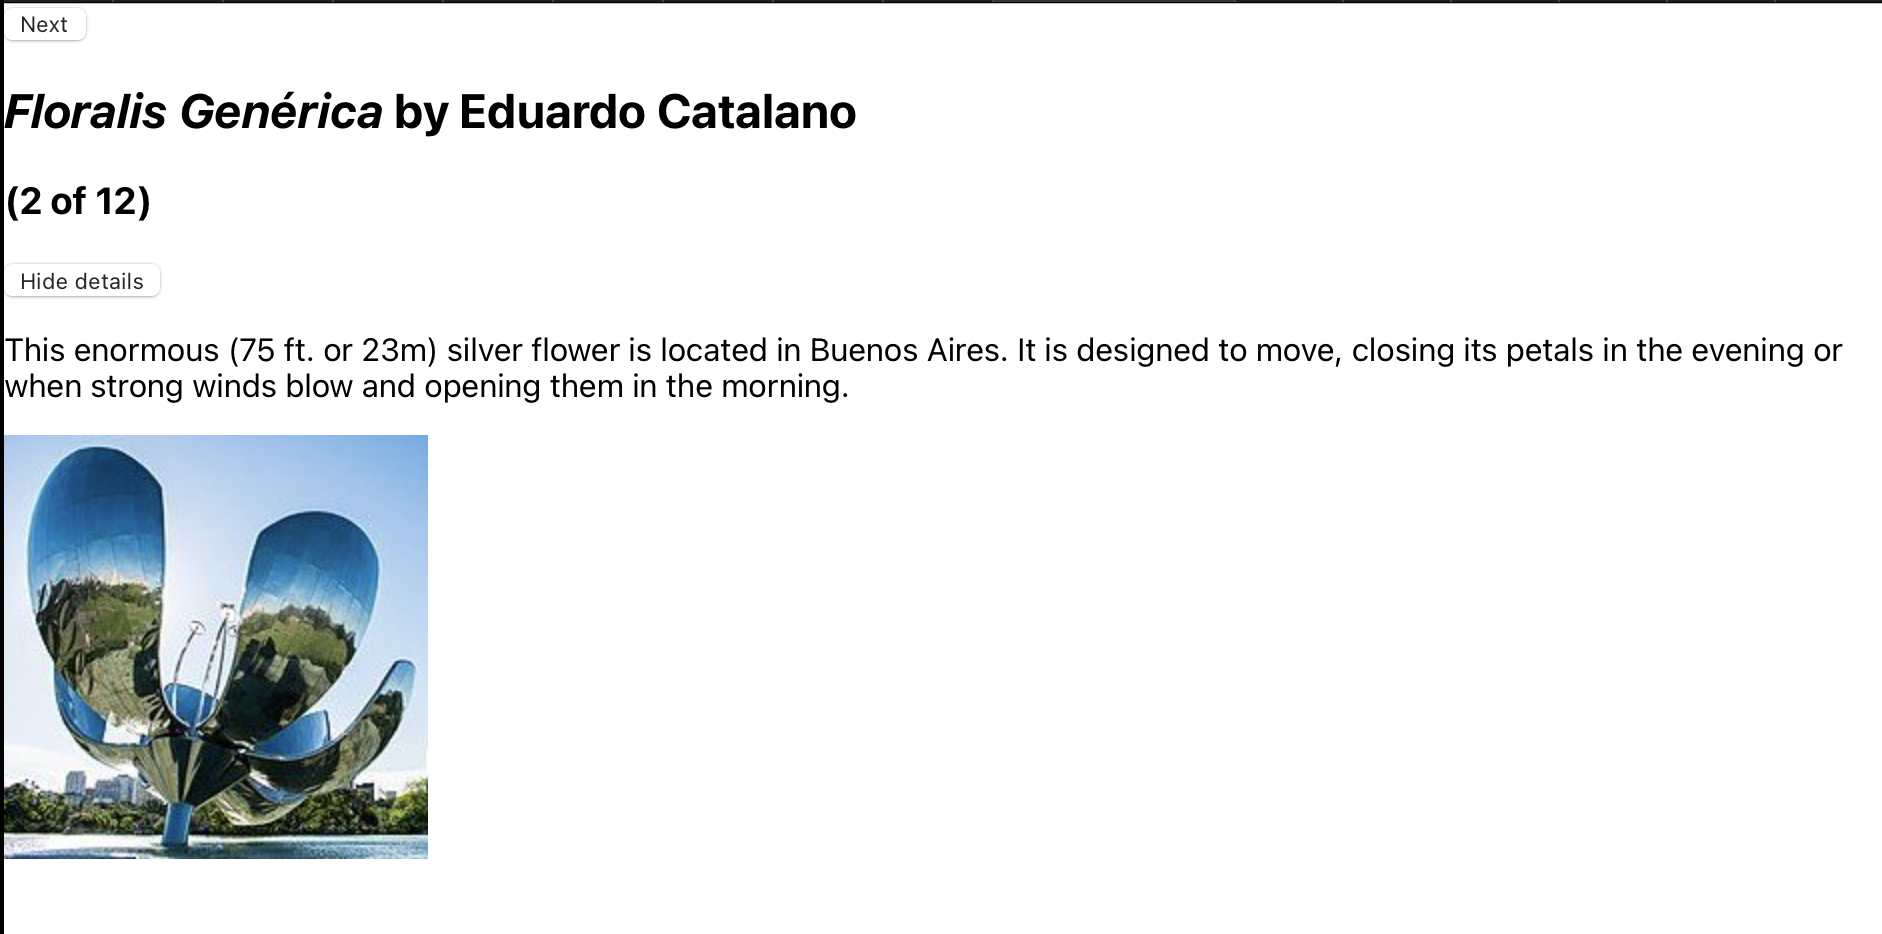 Next
Floralis Genérica by Eduardo Catalano
(2 of 12)
Hide details
This enormous (75 ft. or 23m) silver flower is located in Buenos Aires. It is designed to move, closing its petals in the evening or
when strong winds blow and opening them in the morning.